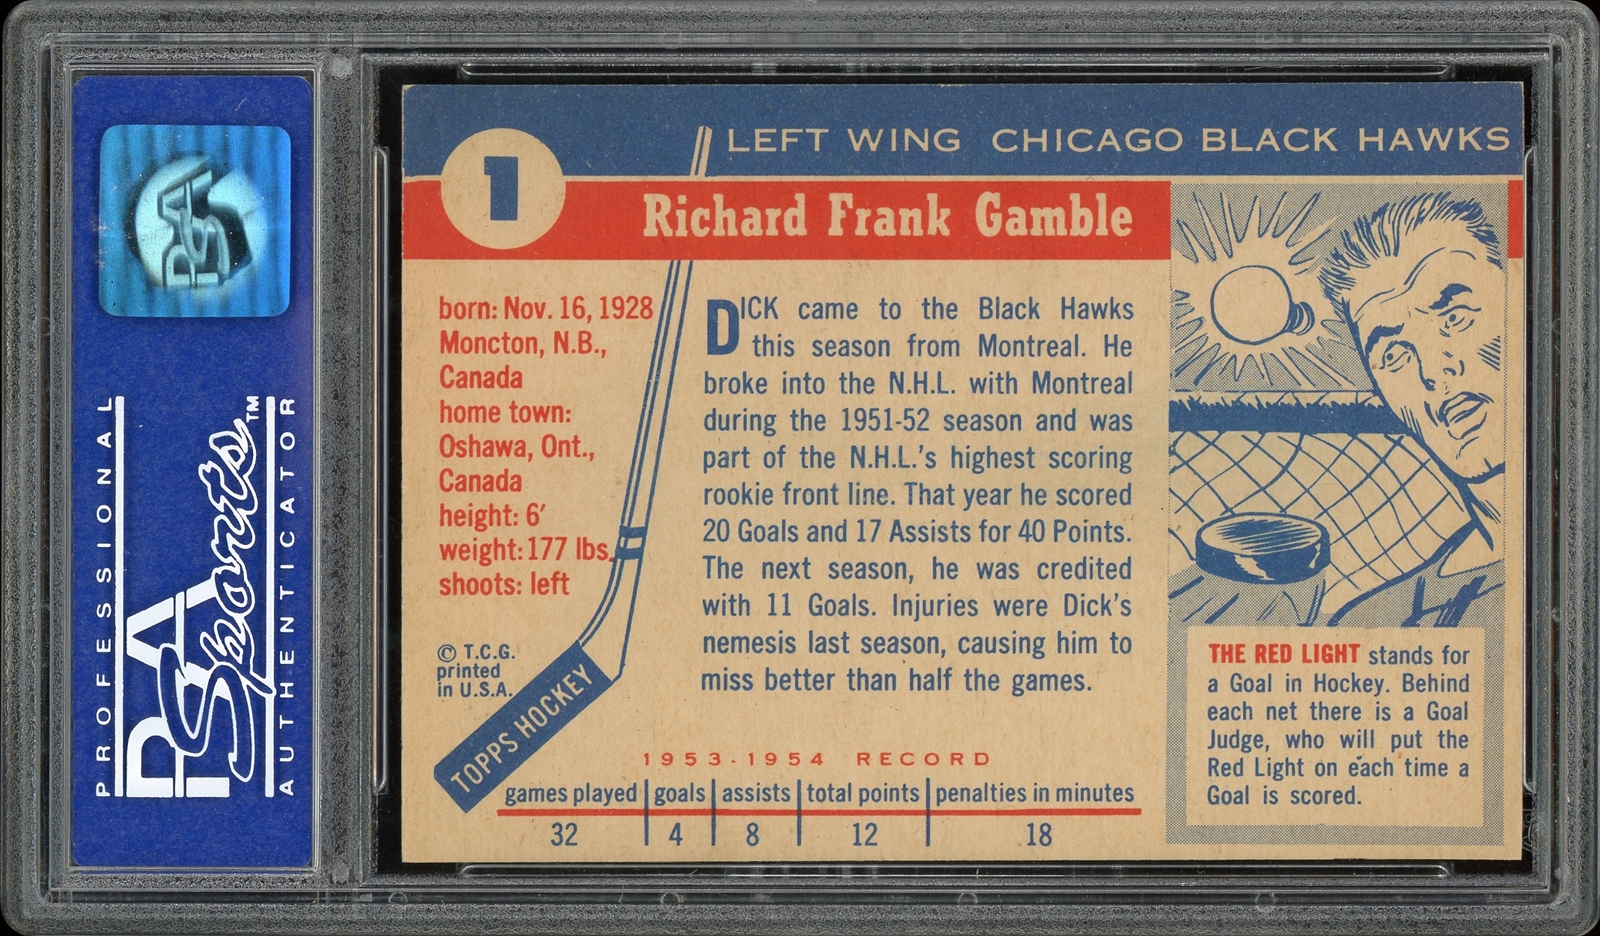 PSA
PROFESSIONAL
PSA
Sports™
AUTHENTICATOR
1
LEFT WING CHICAGO BLACK HAWKS
Richard Frank Gamble
born: Nov. 16, 1928
Moncton, N.B.,
Canada
home town:
Oshawa, Ont.,
Canada
height: 6'
weight: 177 lbs.
shoots: left
© T.C.G.
printed
in U.S.A.
TOPPS HOCKEY
DICK came to the Black Hawks
this season from Montreal. He
broke into the N.H.L. with Montreal
during the 1951-52 season and was
part of the N.H.L.'s highest scoring
rookie front line. That year he scored
20 Goals and 17 Assists for 40 Points.
The next season, he was credited
with 11 Goals. Injuries were Dick's
nemesis last season, causing him to
miss better than half the games.
THE RED LIGHT stands for
a Goal in Hockey. Behind
each net there is a Goal
Judge, who will put the
Red Light on each time a
Goal is scored.
1953-1954 RECORD
games played goals assists total points penalties in minutes
32 4 8 12 18